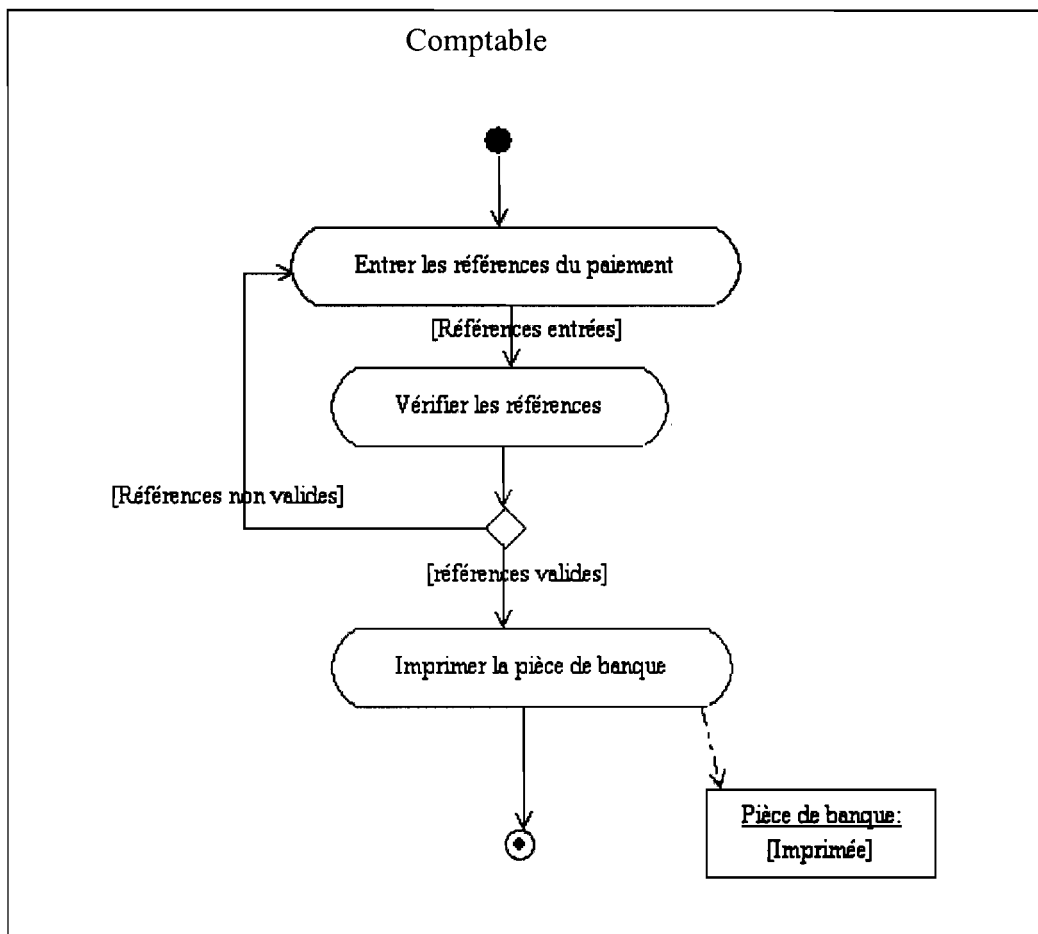 Comptable
Entrer les références du paiement
[Références entrées]
Vérifier les références
[Références non valides]
[références valides]
Imprimer la pièce de banque
Pièce de banque:
[Imprimée]